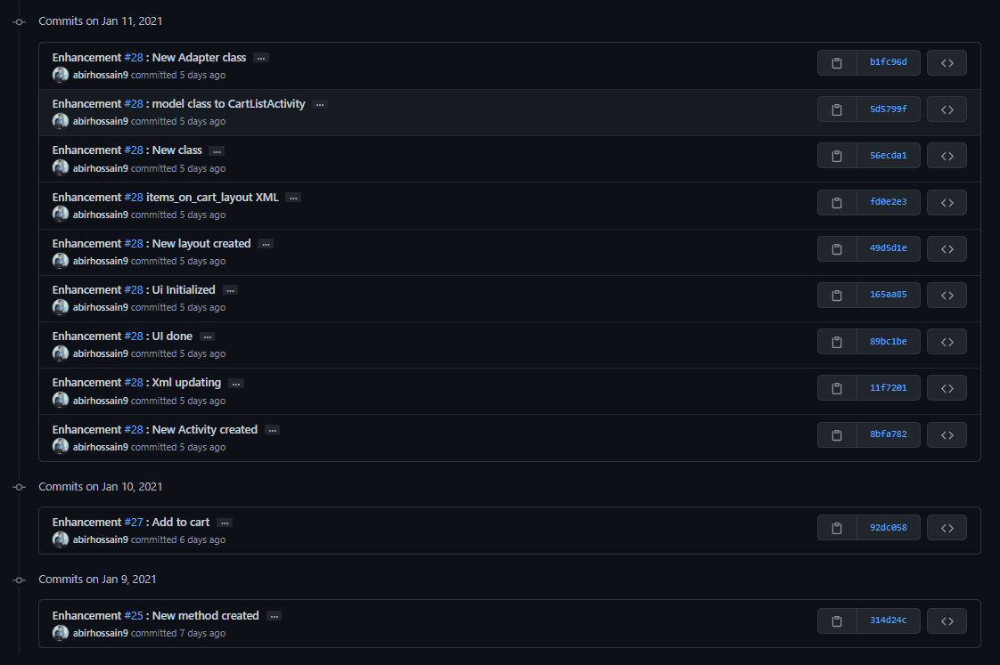 Commits on Jan 11, 2021
Enhancement #28 : New Adapter class ...
abirhossain9 committed 5 days ago
b1fc96d
Enhancement #28 : model class to CartListActivity ...
abirhossain9 committed 5 days ago
5d5799f
Enhancement #28 : New class ...
abirhossain9 committed 5 days ago
56ecda1
Enhancement #28 items_on_cart_layout XML ...
abirhossain9 committed 5 days ago
fd0e2e3
Enhancement #28 : New layout created ...
abirhossain9 committed 5 days ago
49d5d1e
Enhancement #28 : Ui Initialized ...
abirhossain9 committed 5 days ago
165aa85
Enhancement #28 : UI done ...
abirhossain9 committed 5 days ago
89bc1be
Enhancement #28 : Xml updating ...
abirhossain9 committed 5 days ago
11f7201
Enhancement #28 : New Activity created ...
abirhossain9 committed 5 days ago
8bfa782
Commits on Jan 10, 2021
Enhancement #27 : Add to cart ...
abirhossain9 committed 6 days ago
92dc058
Commits on Jan 9, 2021
Enhancement #25 : New method created ...
abirhossain9 committed 7 days ago
314d24c